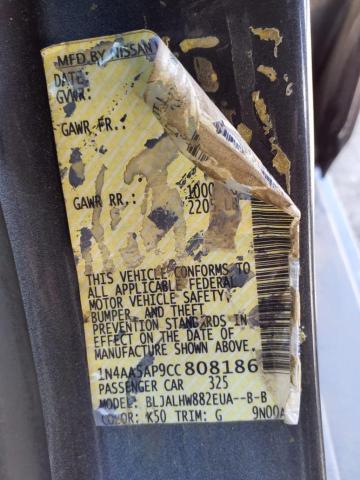 MFD BY NISSAN
DATE:
GVWR:
GAWR FR.:
GAWR RR.: 1000
2205 LB
THIS VEHICLE CONFORMS TO
ALL APPLICABLE FEDERAL
MOTOR VEHICLE SAFETY,
BUMPER, AND THEFT
PREVENTION STANDARDS IN
EFFECT ON THE DATE OF
MANUFACTURE SHOWN ABOVE.
1N4AA5AP9CC808186
PASSENGER CAR 325
MODEL: BLJALHW882EUA--B-B
COLOR: K50 TRIM: G 9N00A